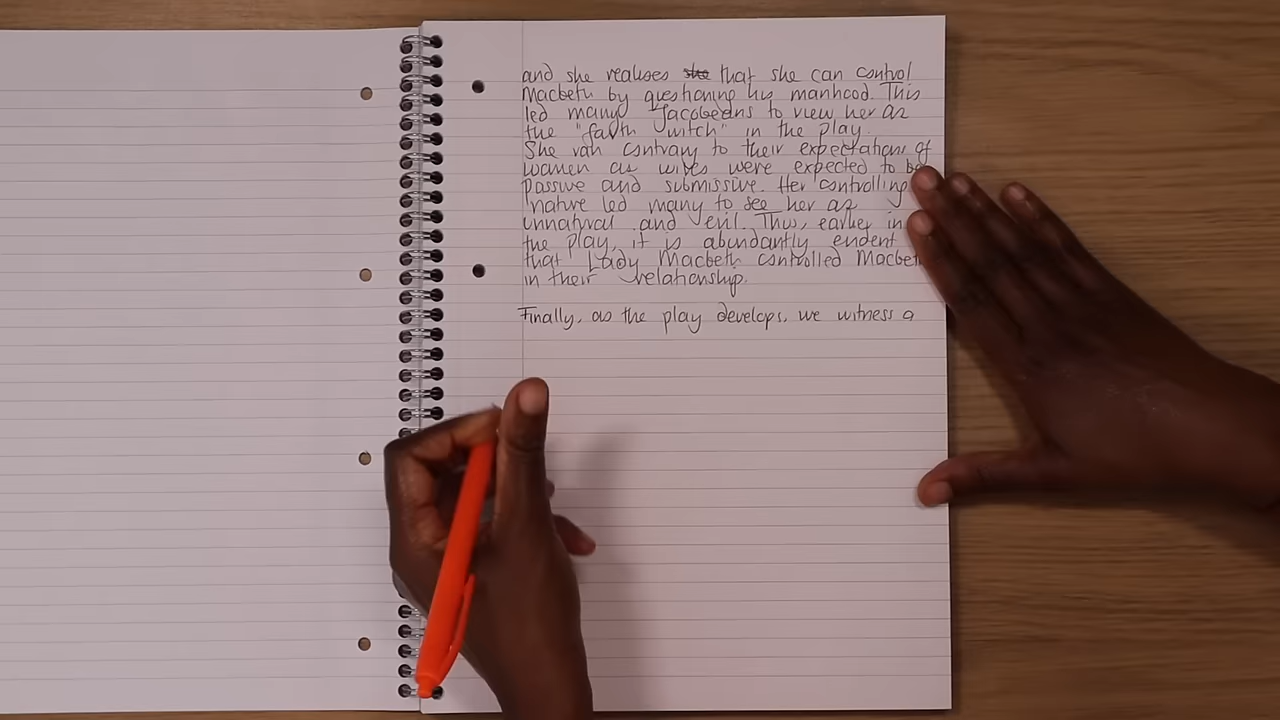 and she realises she that she can control
Macbeth by questioning his manhood. This
led many Jacobeans to view her as
the "fourth witch" in the play.
She ran contrary to their expectations of
women as wives were expected to be
passive and submissive. Her controlling
nature led many to see her as
unnatural and evil. Thus, earlier in
the play, it is abundantly evident
that Lady Macbeth controlled Macbeth
in their relationship.
Finally, as the play develops, we witness a